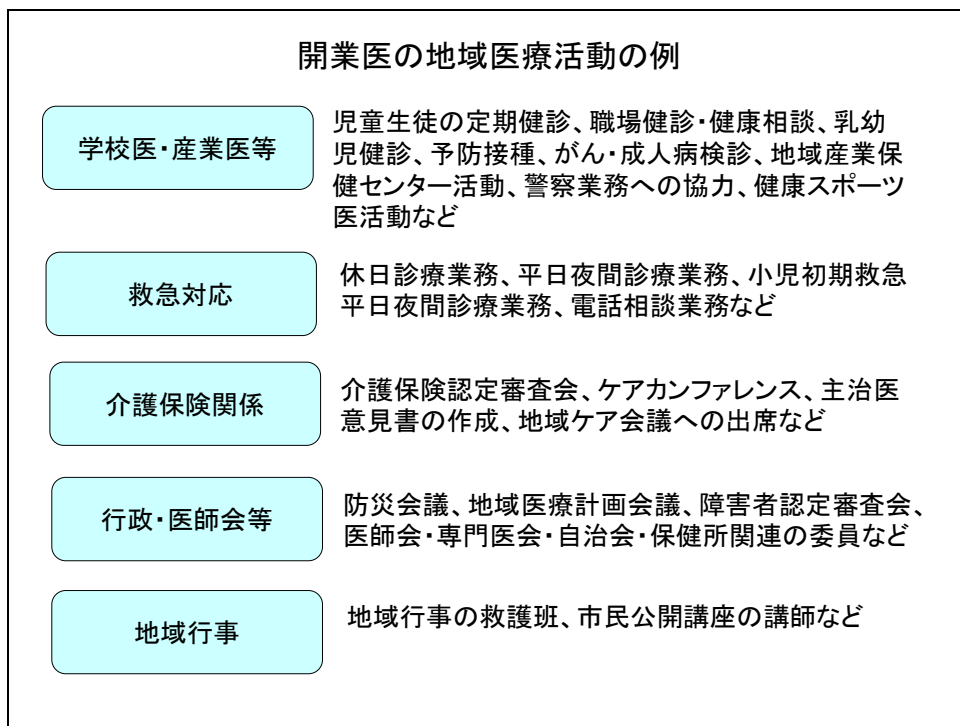 開業医の地域医療活動の例
学校医・産業医等
児童生徒の定期健診、職場健診・健康相談、乳幼
児健診、予防接種、がん・成人病検診、地域産業保
健センター活動、警察業務への協力、健康スポーツ
医活動など
救急対応
休日診療業務、平日夜間診療業務、小児初期救急
平日夜間診療業務、電話相談業務など
介護保険関係
介護保険認定審査会、ケアカンファレンス、主治医
意見書の作成、地域ケア会議への出席など
行政・医師会等
防災会議、地域医療計画会議、障害者認定審査会、
医師会・専門医会・自治会・保健所関連の委員など
地域行事
地域行事の救護班、市民公開講座の講師など